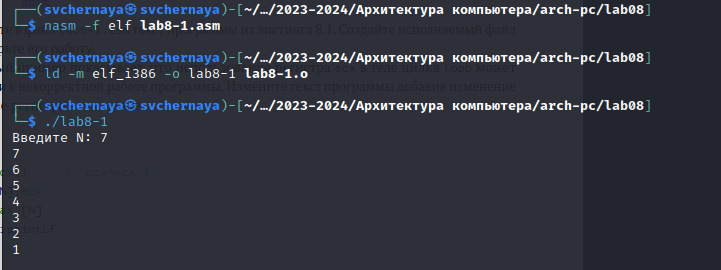 ┌──(svchernaya㉿svchernaya)-[~/…/2023-2024/Архитектура компьютера/arch-pc/lab08]
└─$ nasm -f elf lab8-1.asm
┌──(svchernaya㉿svchernaya)-[~/…/2023-2024/Архитектура компьютера/arch-pc/lab08]
└─$ ld -m elf_i386 -o lab8-1 lab8-1.o
┌──(svchernaya㉿svchernaya)-[~/…/2023-2024/Архитектура компьютера/arch-pc/lab08]
└─$ ./lab8-1
Введите N: 7
7
6
5
4
3
2
1